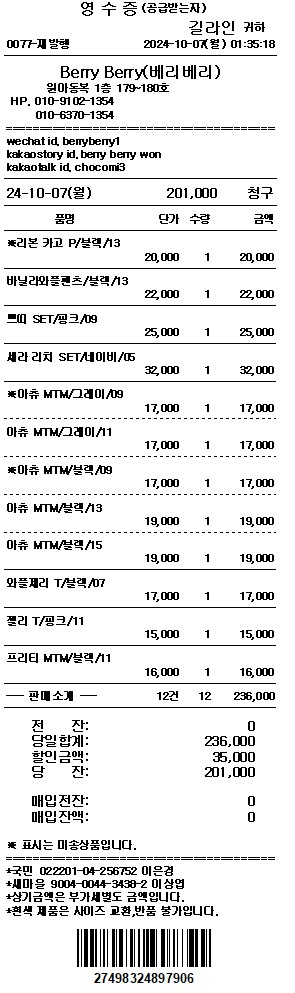 영 수 증 (공급받는자)
길라인 귀하
0077-재발행 2024-10-07(월) 01:35:18
Berry Berry(베리베리)
원아동복 1층 179~180호
HP. 010-9102-1354
010-6370-1354
wechat id, berryberry1
kakaostory id, berry berry won
kakaotalk id, chocomi3
24-10-07(월) 201,000 청구
품명 단가 수량 금액
※리본 카고 P/블랙/13
20,000 1 20,000
바닐라와플팬츠/블랙/13
22,000 1 22,000
쁘띠 SET/핑크/09
25,000 1 25,000
세라 리치 SET/네이비/05
32,000 1 32,000
※아츄 MTM/그레이/09
17,000 1 17,000
아츄 MTM/그레이/11
17,000 1 17,000
※아츄 MTM/블랙/09
17,000 1 17,000
아츄 MTM/블랙/13
19,000 1 19,000
아츄 MTM/블랙/15
19,000 1 19,000
와플제리 T/블랙/07
17,000 1 17,000
젤리 T/핑크/11
15,000 1 15,000
프리티 MTM/블랙/11
16,000 1 16,000
── 판매소계 ── 12건 12 236,000
전 잔: 0
당일합계: 236,000
할인금액: 35,000
당 잔: 201,000
매입전잔: 0
매입잔액: 0
※ 표시는 미송상품입니다.
*국민 022201-04-256752 이은경
*새마을 9004-0044-3438-2 이상엽
*상기금액은 부가세별도 금액입니다.
*흰색 제품은 사이즈 교환,반품 불가입니다.
27498324897906